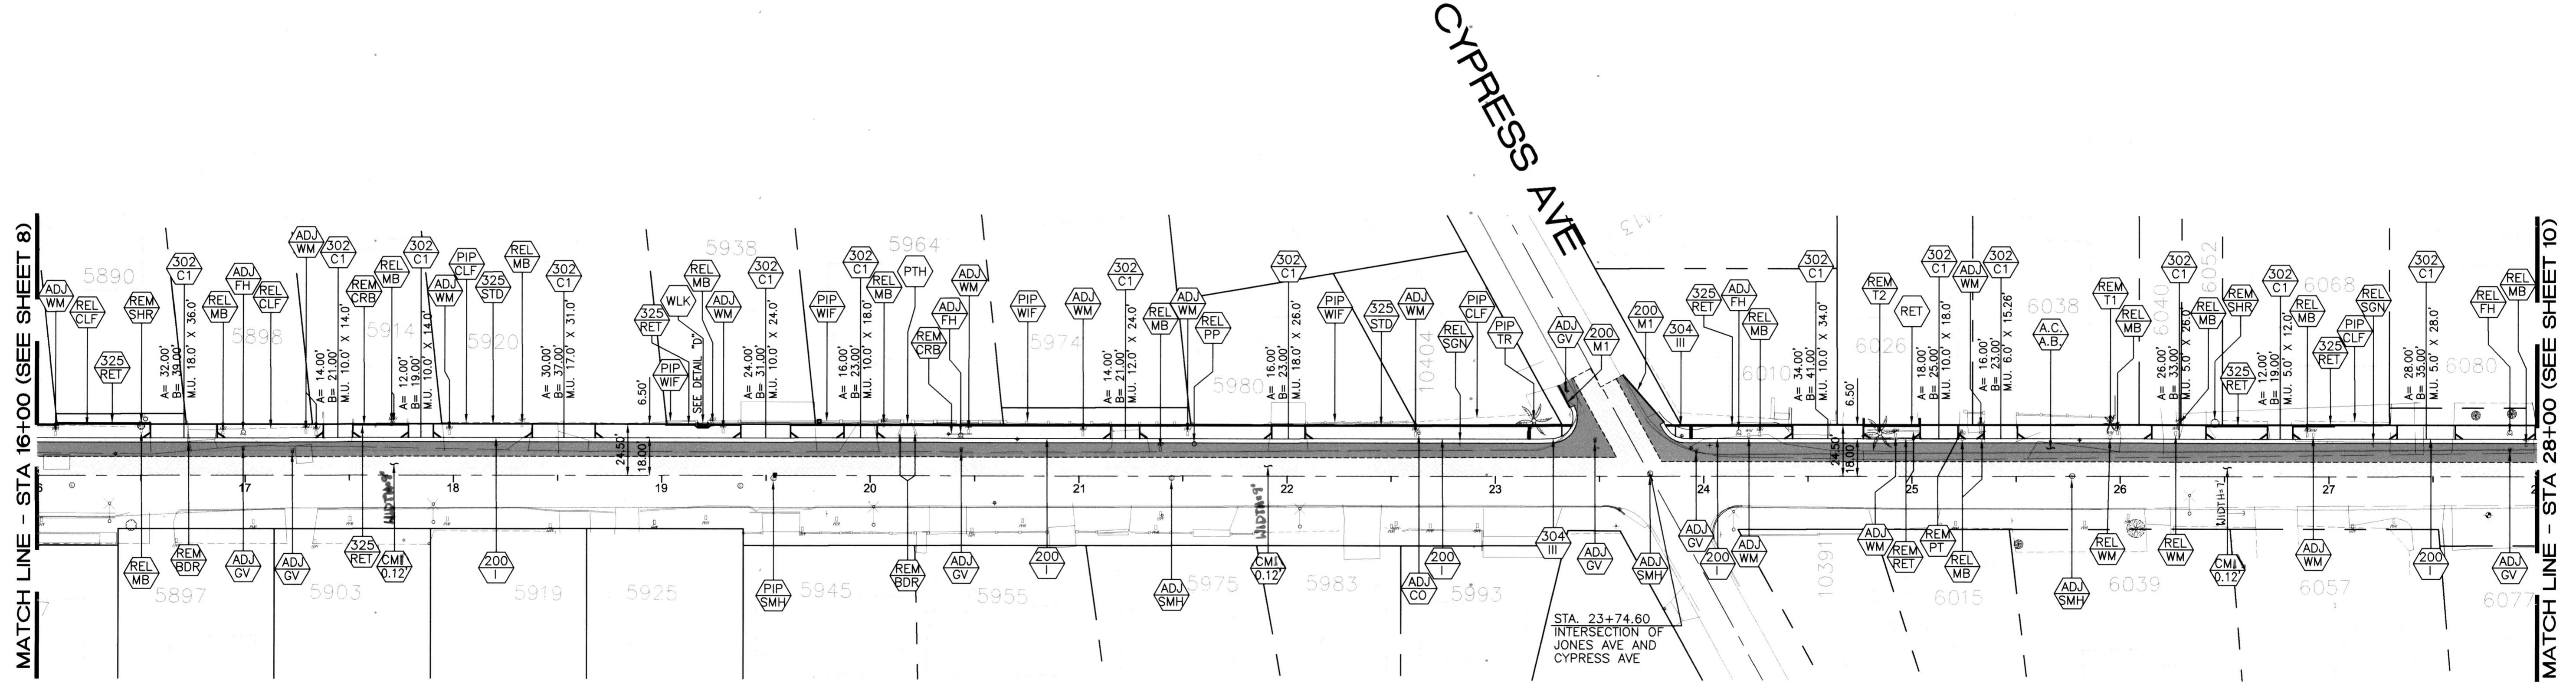 CYPRESS AVE
MATCH LINE - STA 16+00 (SEE SHEET 8)
MATCH LINE - STA 28+00 (SEE SHEET 10)
5890
5898
5914
5920
5938
5964
5974
5980
10404
6010
6026
6038
6040
6052
6068
6080
ADJ WM
REL CLF
325 RET
REM SHR
302 C1
A= 32.00'
B= 39.00'
M.U. 18.0' X 36.0'
REL MB
ADJ FH
REL CLF
ADJ WM
302 C1
A= 14.00'
B= 21.00'
M.U. 10.0' X 14.0'
REM CRB
REL MB
302 C1
A= 12.00'
B= 19.00'
M.U. 10.0' X 14.0'
ADJ WM
PIP CLF
325 STD
REL MB
302 C1
A= 30.00'
B= 37.00'
M.U. 17.0' X 31.0'
325 RET
6.50'
WLK
PIP WIF
REL MB
SEE DETAIL "D"
ADJ WM
302 C1
A= 24.00'
B= 31.00'
M.U. 10.0' X 24.0'
PIP WIF
302 C1
A= 16.00'
B= 23.00'
M.U. 10.0' X 18.0'
REL MB
PTH
REM CRB
ADJ FH
ADJ WM
PIP WIF
ADJ WM
302 C1
A= 14.00'
B= 21.00'
M.U. 12.0' X 24.0'
REL MB
ADJ WM
REL PP
302 C1
A= 16.00'
B= 23.00'
M.U. 18.0' X 26.0'
PIP WIF
325 STD
ADJ WM
REL SGN
PIP CLF
PIP TR
ADJ GV
200 M1
200 M1
304 III
325 RET
ADJ FH
REL MB
302 C1
A= 34.00'
B= 41.00'
M.U. 10.0' X 34.0'
6.50'
REM T2
RET
302 C1
A= 18.00'
B= 25.00'
M.U. 10.0' X 18.0'
ADJ WM
302 C1
A= 16.00'
B= 23.00'
M.U. 6.0' X 15.26'
A.C. A.B.
REM T1
REL MB
302 C1
A= 26.00'
B= 33.00'
M.U. 5.0' X 26.0'
REL MB
REM SHR
325 RET
302 C1
A= 12.00'
B= 19.00'
M.U. 5.0' X 12.0'
REL MB
325 RET
PIP CLF
REL SGN
302 C1
A= 28.00'
B= 35.00'
M.U. 5.0' X 28.0'
REL FH
REL MB
24.50'
18.00'
24.50'
18.00'
17
18
19
20
21
22
23
24
25
26
27
WIDTH=9'
WIDTH=9'
WIDTH=7'
REL MB
REM BDR
ADJ GV
ADJ GV
325 RET
CMI 0.12'
200 I
PIP SMH
REM BDR
ADJ GV
200 I
ADJ SMH
CMI 0.12'
ADJ CO
200 I
304 III
ADJ GV
ADJ SMH
ADJ GV
200 I
ADJ WM
ADJ WM
REM RET
REM PT
REL MB
ADJ SMH
REL WM
REL WM
CMI 0.12'
ADJ WM
200 I
ADJ GV
5897
5903
5919
5925
5945
5955
5975
5983
5993
10391
6015
6039
6057
6077
STA. 23+74.60
INTERSECTION OF
JONES AVE AND
CYPRESS AVE